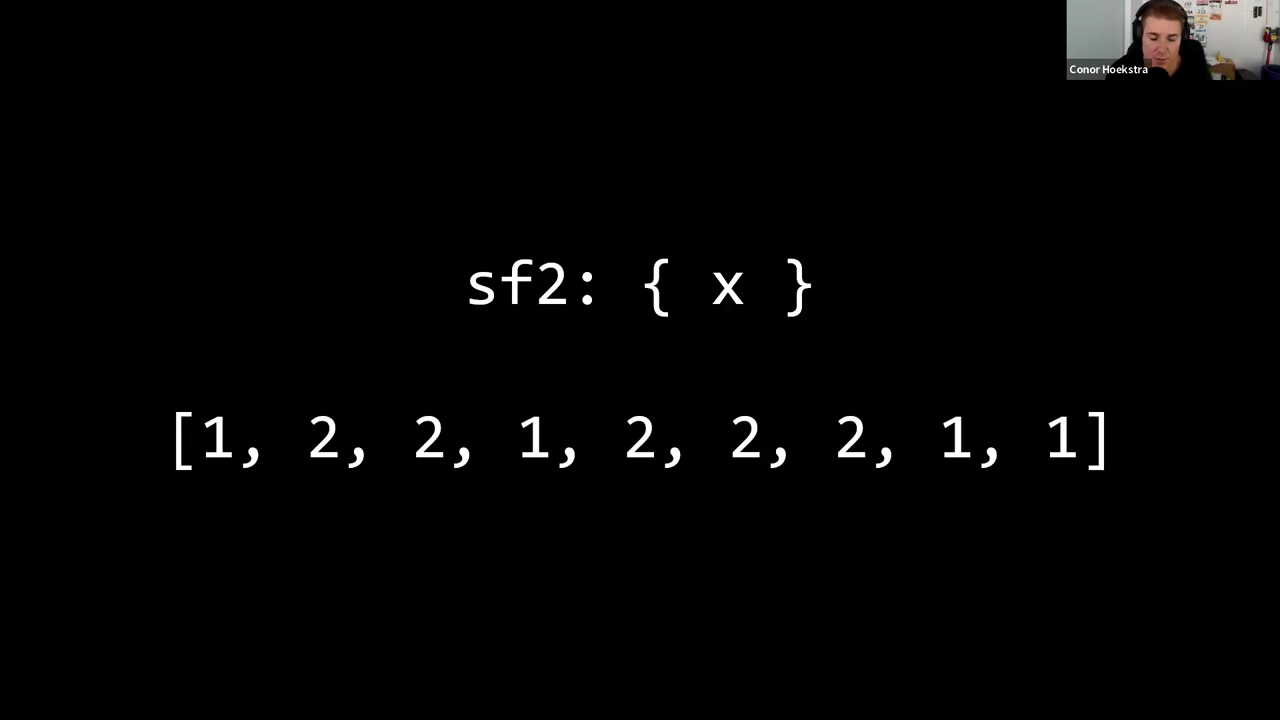 Conor Hoekstra
sf2: { x }
[1, 2, 2, 1, 2, 2, 2, 1, 1]